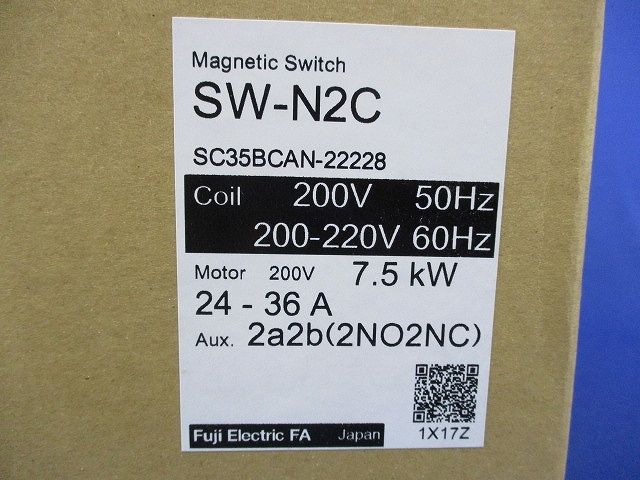 Magnetic Switch
SW-N2C
SC35BCAN-22228
Coil 200V 50Hz
200-220V 60Hz
Motor 200V 7.5 kW
24 - 36 A
Aux. 2a2b(2NO2NC)
Fuji Electric FA Japan
1X17Z